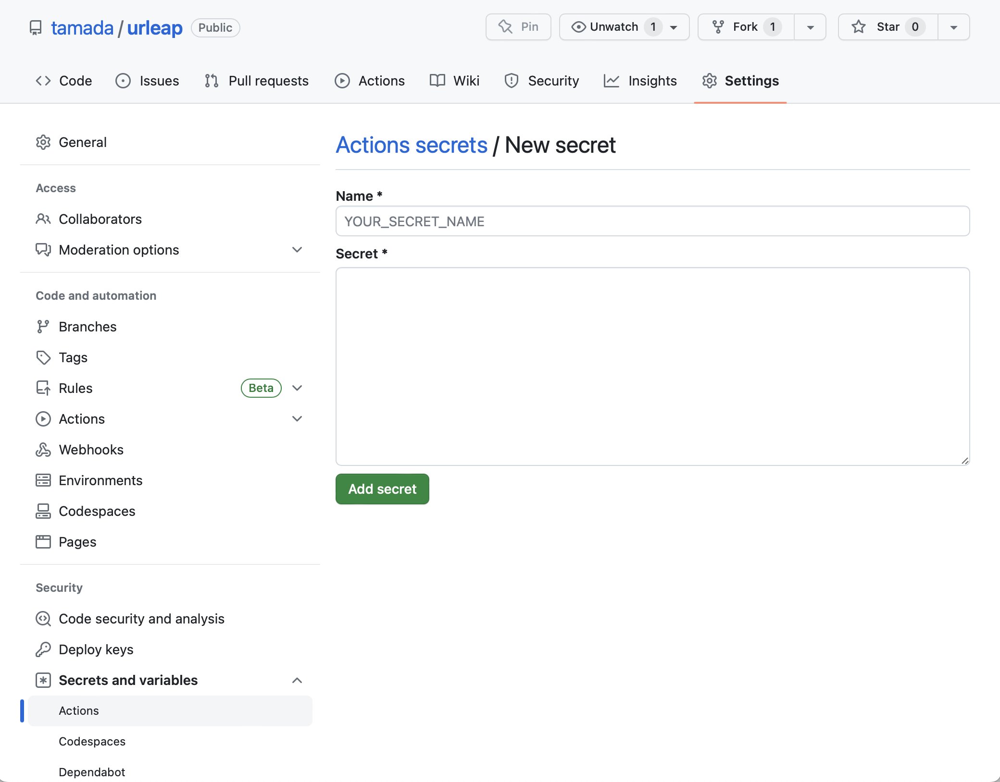 tamada / urleap Public
Pin
Unwatch 1
Fork 1
Star 0
Code Issues Pull requests Actions Wiki Security Insights Settings
General
Access
Collaborators
Moderation options
Code and automation
Branches
Tags
Rules Beta
Actions
Webhooks
Environments
Codespaces
Pages
Security
Code security and analysis
Deploy keys
Secrets and variables
Actions
Codespaces
Dependabot
Actions secrets / New secret
Name *
YOUR_SECRET_NAME
Secret *
Add secret